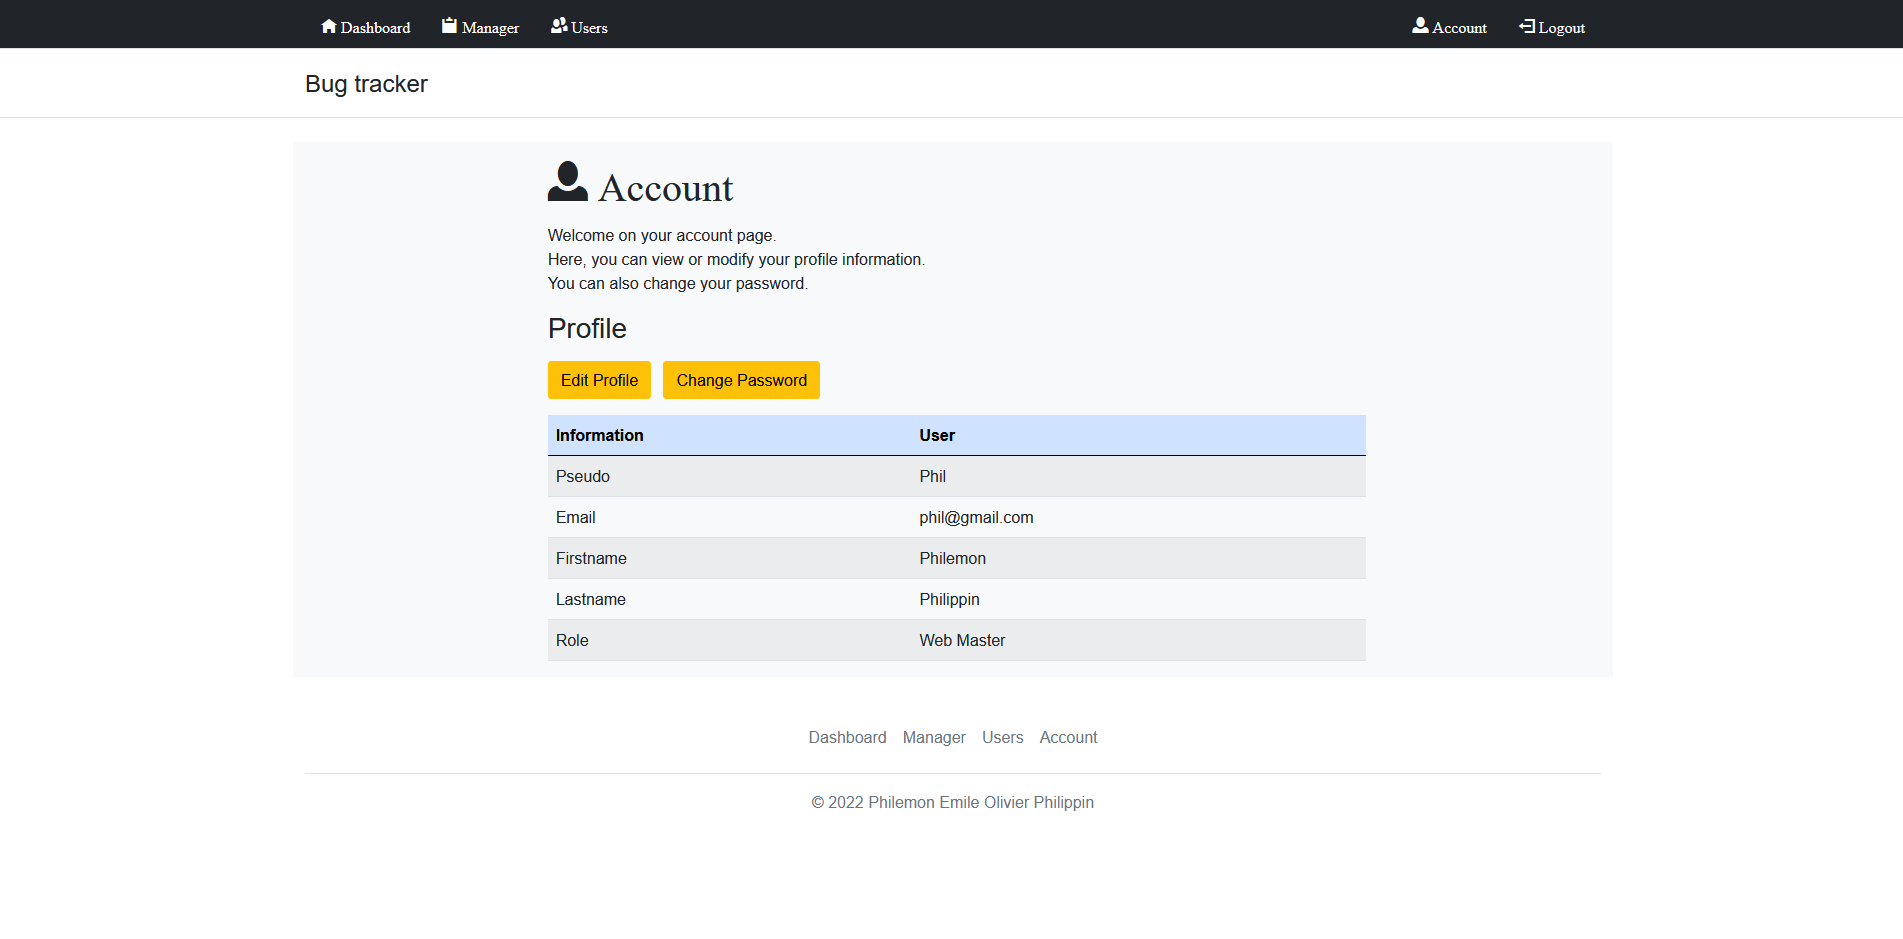 Dashboard Manager Users Account Logout
Bug tracker
Account
Welcome on your account page.
Here, you can view or modify your profile information.
You can also change your password.
Profile
Edit Profile Change Password
Information User
Pseudo Phil
Email phil@gmail.com
Firstname Philemon
Lastname Philippin
Role Web Master
Dashboard Manager Users Account
© 2022 Philemon Emile Olivier Philippin